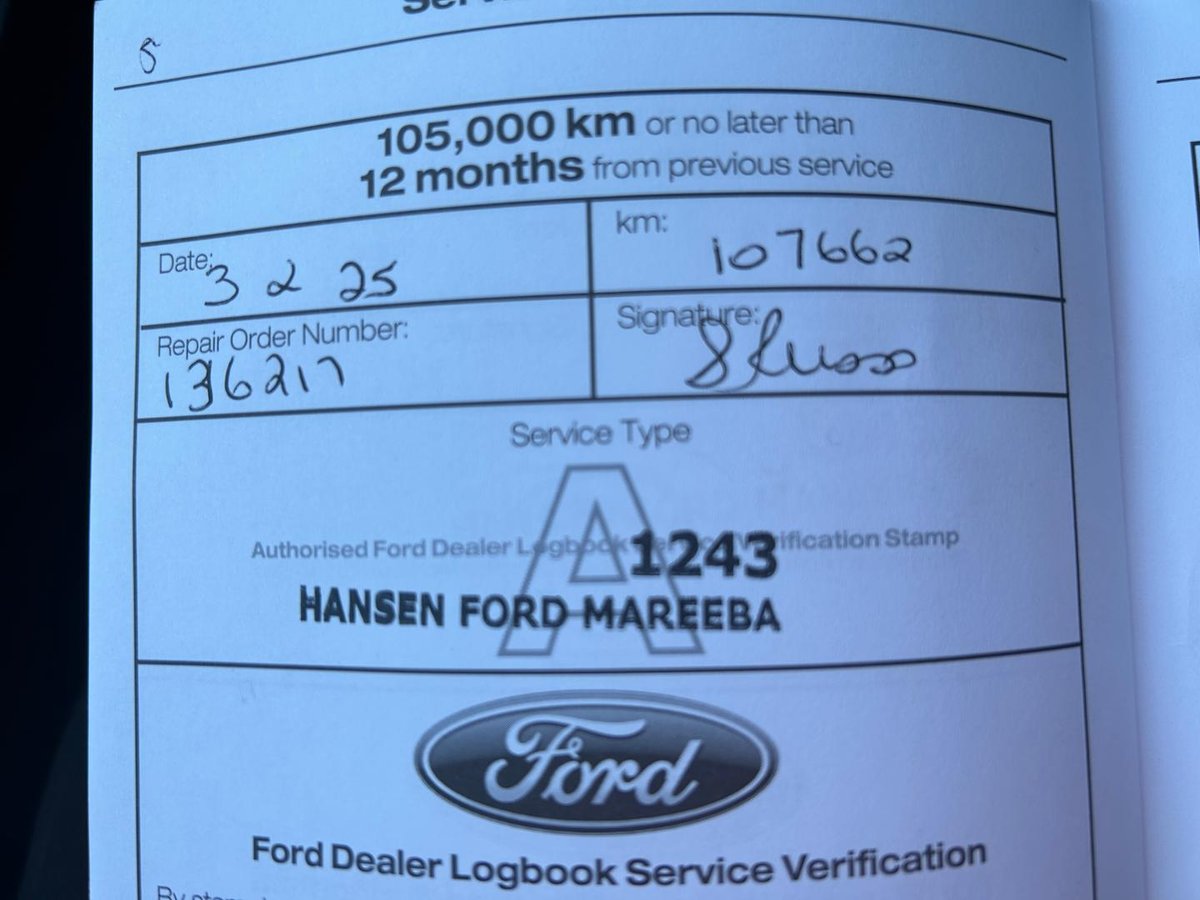 5
105,000 km or no later than
12 months from previous service
Date: 3 2 25
km: 107662
Repair Order Number: 136217
Signature:
Service Type
A
Authorised Ford Dealer Logbook Verification Stamp
1243
HANSEN FORD MAREEBA
Ford
Ford Dealer Logbook Service Verification